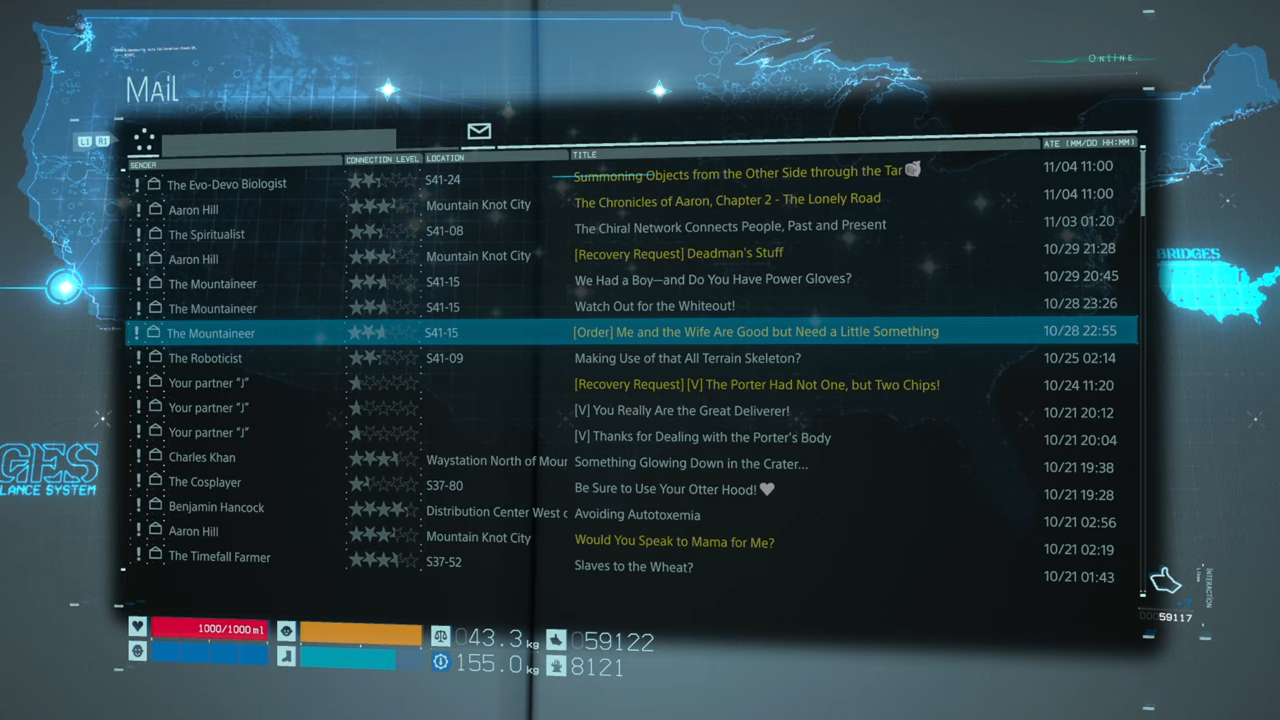 ONLINE
MAIL
L1 R1
SENDER CONNECTION LEVEL LOCATION TITLE ATE (MM/DD HH:MM)
! The Evo-Devo Biologist S41-24 Summoning Objects from the Other Side through the Tar 11/04 11:00
! Aaron Hill Mountain Knot City The Chronicles of Aaron, Chapter 2 - The Lonely Road 11/04 11:00
! The Spiritualist S41-08 The Chiral Network Connects People, Past and Present 11/03 01:20
! Aaron Hill Mountain Knot City [Recovery Request] Deadman's Stuff 10/29 21:28
! The Mountaineer S41-15 We Had a Boy—and Do You Have Power Gloves? 10/29 20:45
! The Mountaineer S41-15 Watch Out for the Whiteout! 10/28 23:26
! The Mountaineer S41-15 [Order] Me and the Wife Are Good but Need a Little Something 10/28 22:55
! The Roboticist S41-09 Making Use of that All Terrain Skeleton? 10/25 02:14
! Your partner "J" [Recovery Request] [V] The Porter Had Not One, but Two Chips! 10/24 11:20
! Your partner "J" [V] You Really Are the Great Deliverer! 10/21 20:12
! Your partner "J" [V] Thanks for Dealing with the Porter's Body 10/21 20:04
! Charles Khan Waystation North of Mour Something Glowing Down in the Crater... 10/21 19:38
! The Cosplayer S37-80 Be Sure to Use Your Otter Hood! 10/21 19:28
! Benjamin Hancock Distribution Center West c Avoiding Autotoxemia 10/21 02:56
! Aaron Hill Mountain Knot City Would You Speak to Mama for Me? 10/21 02:19
! The Timefall Farmer S37-52 Slaves to the Wheat? 10/21 01:43
BRIDGES
GES
LANCE SYSTEM
INTERACTION
Likes
00059117
1000/1000 ml 043.3 kg 059122
155.0 kg 8121